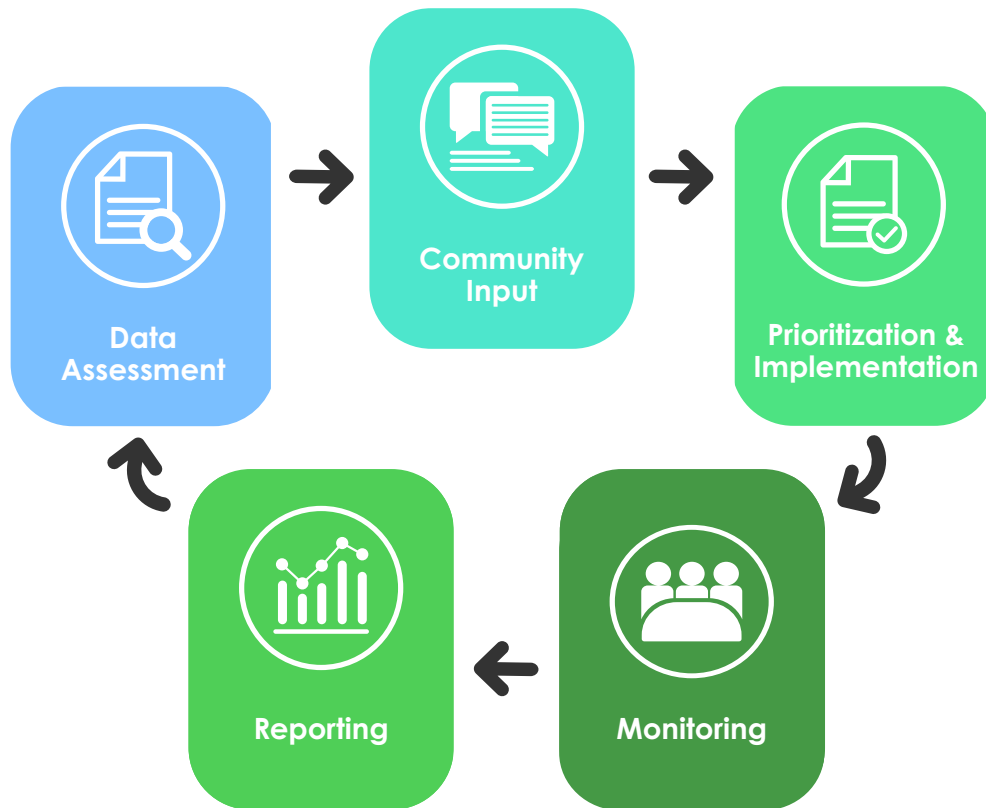 Data
Assessment
Community
Input
Prioritization &
Implementation
Monitoring
Reporting